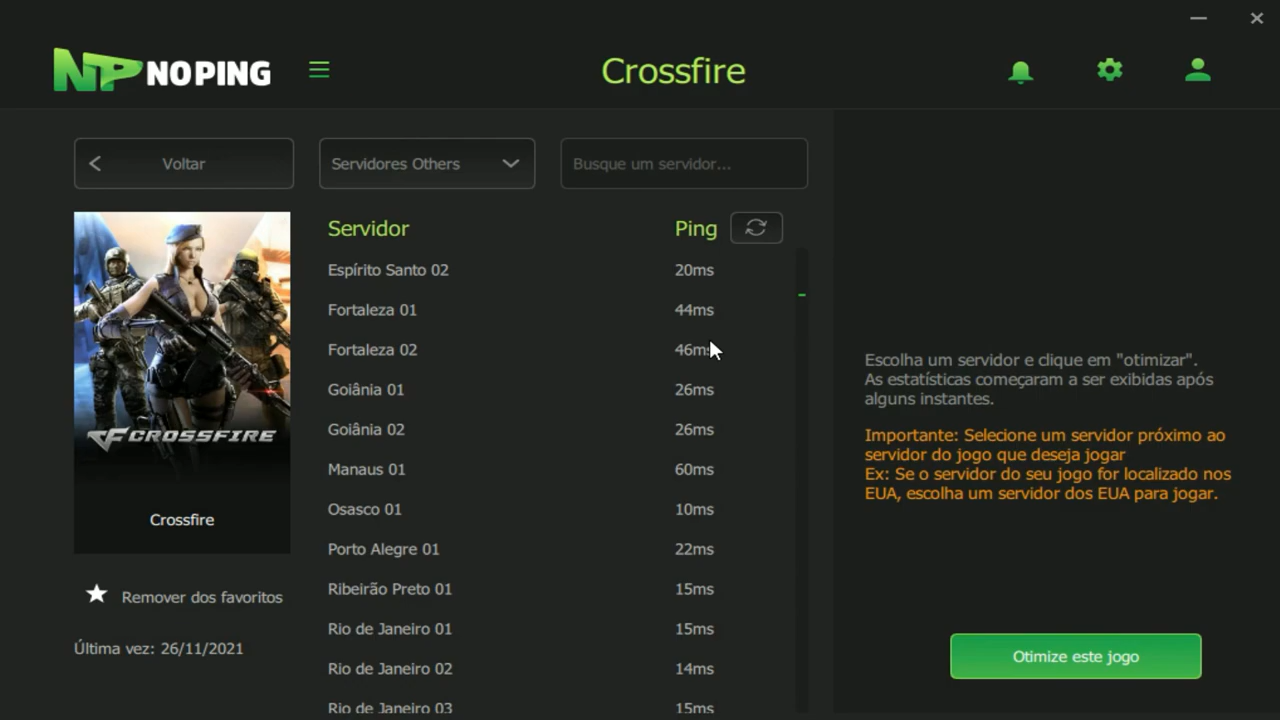 NP NOPING
Crossfire
Voltar
Servidores Others
Busque um servidor...
CROSSFIRE
Crossfire
Remover dos favoritos
Última vez: 26/11/2021
Servidor Ping
Espírito Santo 02 20ms
Fortaleza 01 44ms
Fortaleza 02 46ms
Goiânia 01 26ms
Goiânia 02 26ms
Manaus 01 60ms
Osasco 01 10ms
Porto Alegre 01 22ms
Ribeirão Preto 01 15ms
Rio de Janeiro 01 15ms
Rio de Janeiro 02 14ms
Rio de Janeiro 03 15ms
Escolha um servidor e clique em "otimizar".
As estatísticas começaram a ser exibidas após
alguns instantes.
Importante: Selecione um servidor próximo ao
servidor do jogo que deseja jogar
Ex: Se o servidor do seu jogo for localizado nos
EUA, escolha um servidor dos EUA para jogar.
Otimize este jogo